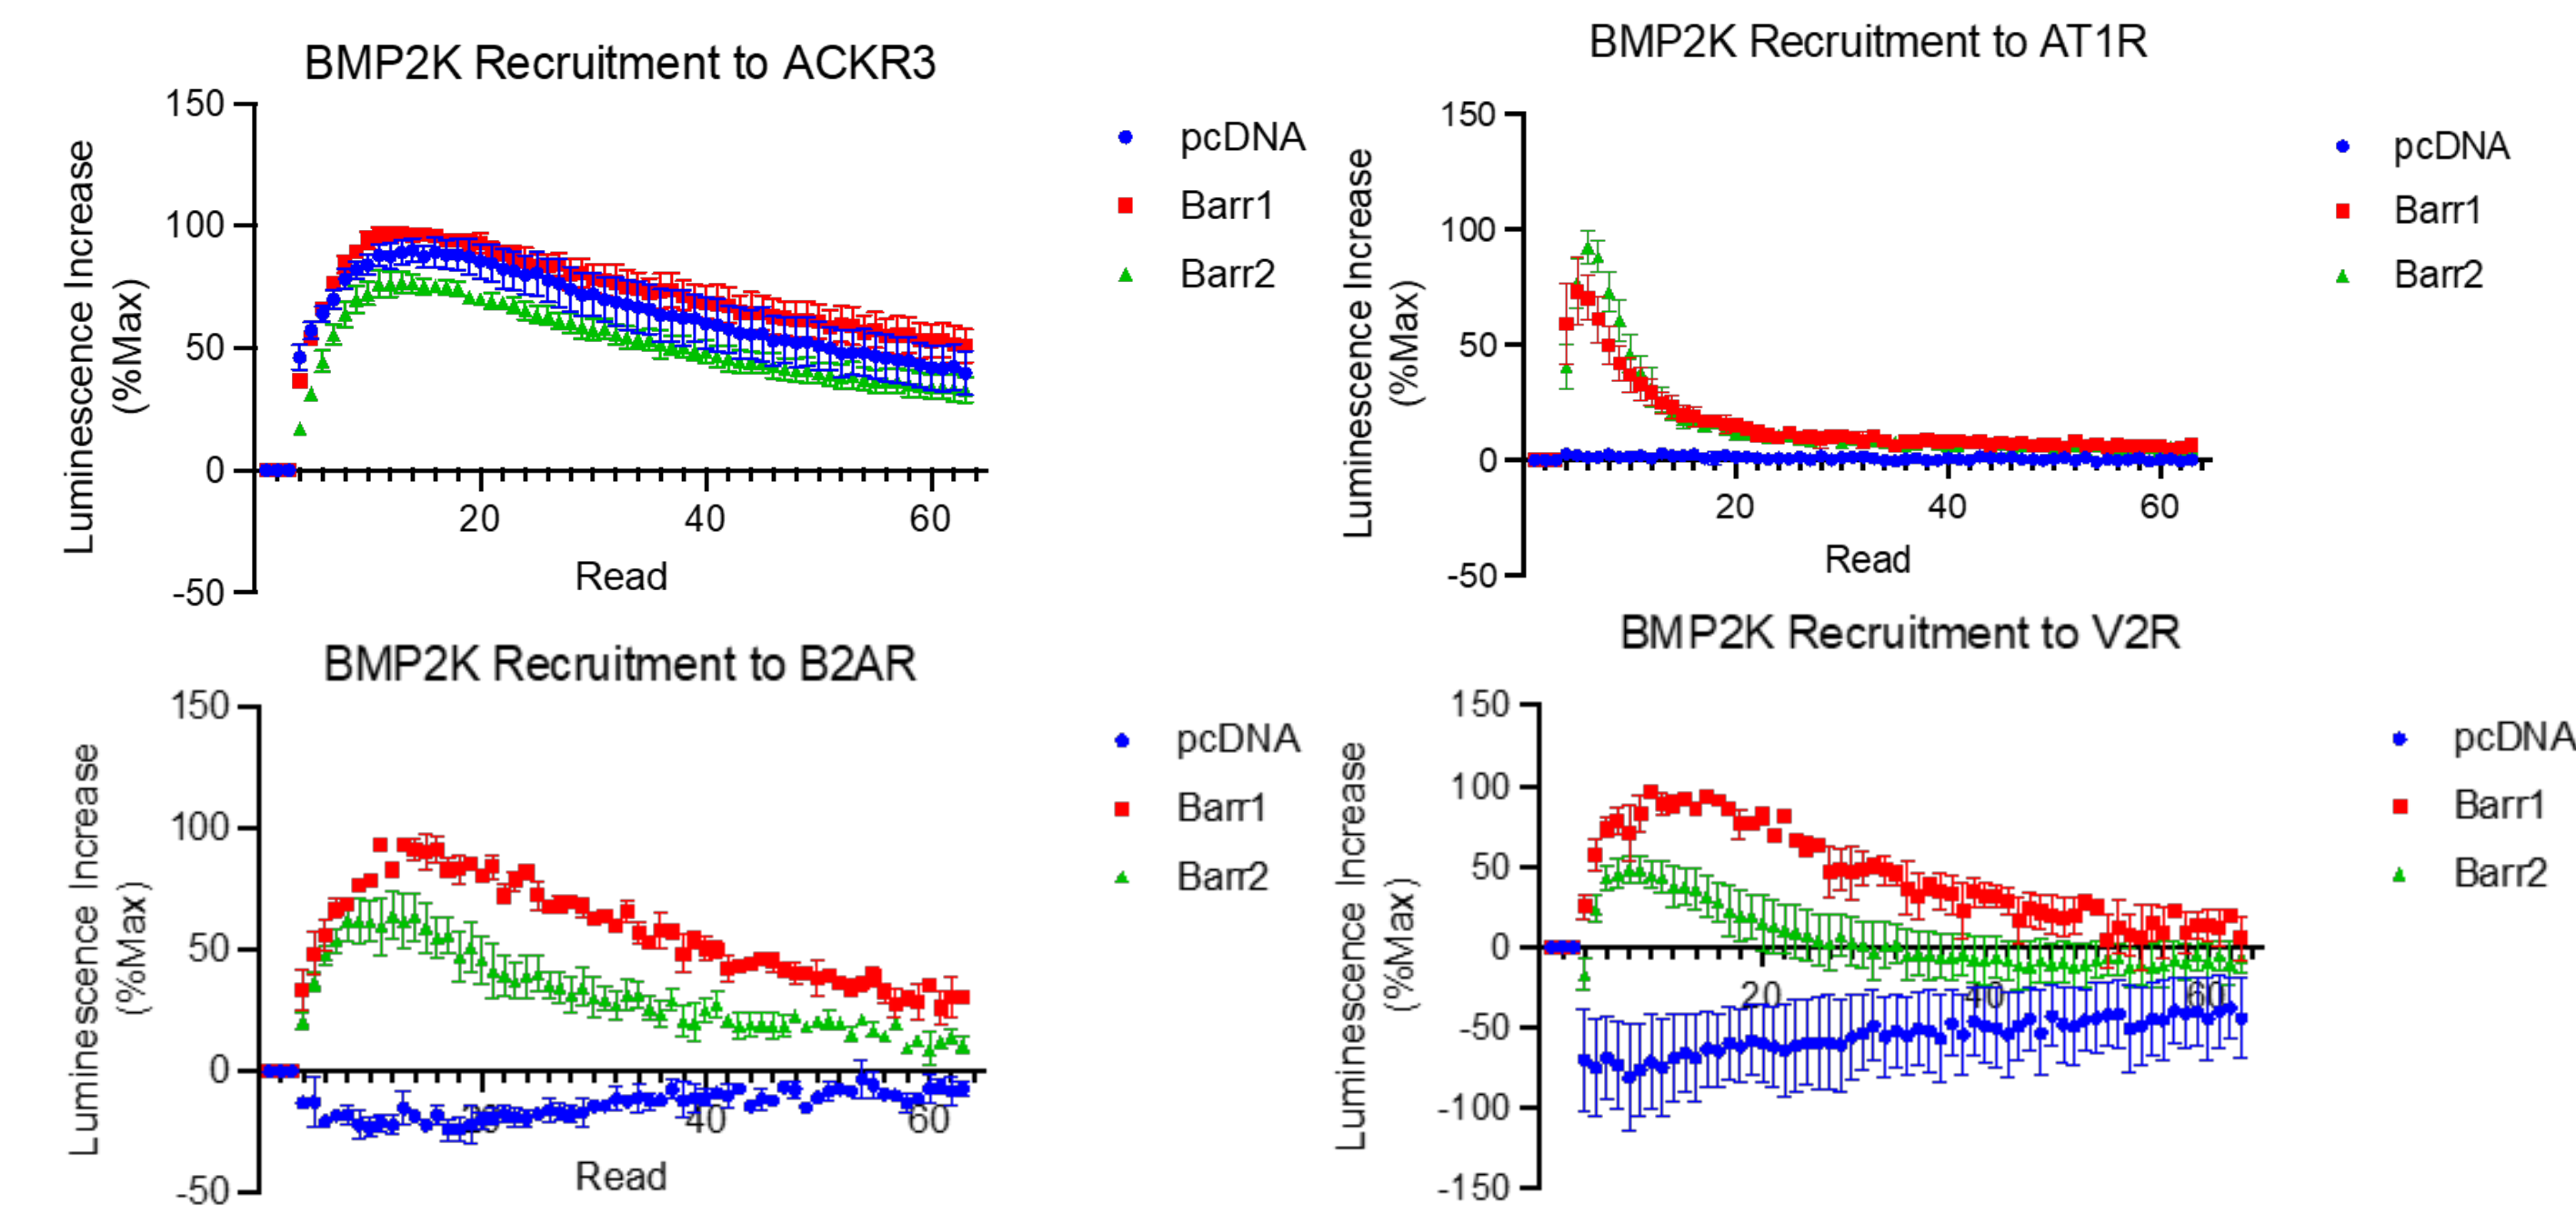 BMP2K Recruitment to ACKR3
Luminescence Increase
(%Max)
150
100
50
0
-50
20
40
60
Read
pcDNA
Barr1
Barr2
BMP2K Recruitment to AT1R
Luminescence Increase
(%Max)
150
100
50
0
-50
20
40
60
Read
pcDNA
Barr1
Barr2
BMP2K Recruitment to B2AR
Luminescence Increase
(%Max)
150
100
50
0
-50
20
40
60
Read
pcDNA
Barr1
Barr2
BMP2K Recruitment to V2R
Luminescence Increase
(%Max)
150
100
50
0
-50
-100
-150
20
40
60
pcDNA
Barr1
Barr2